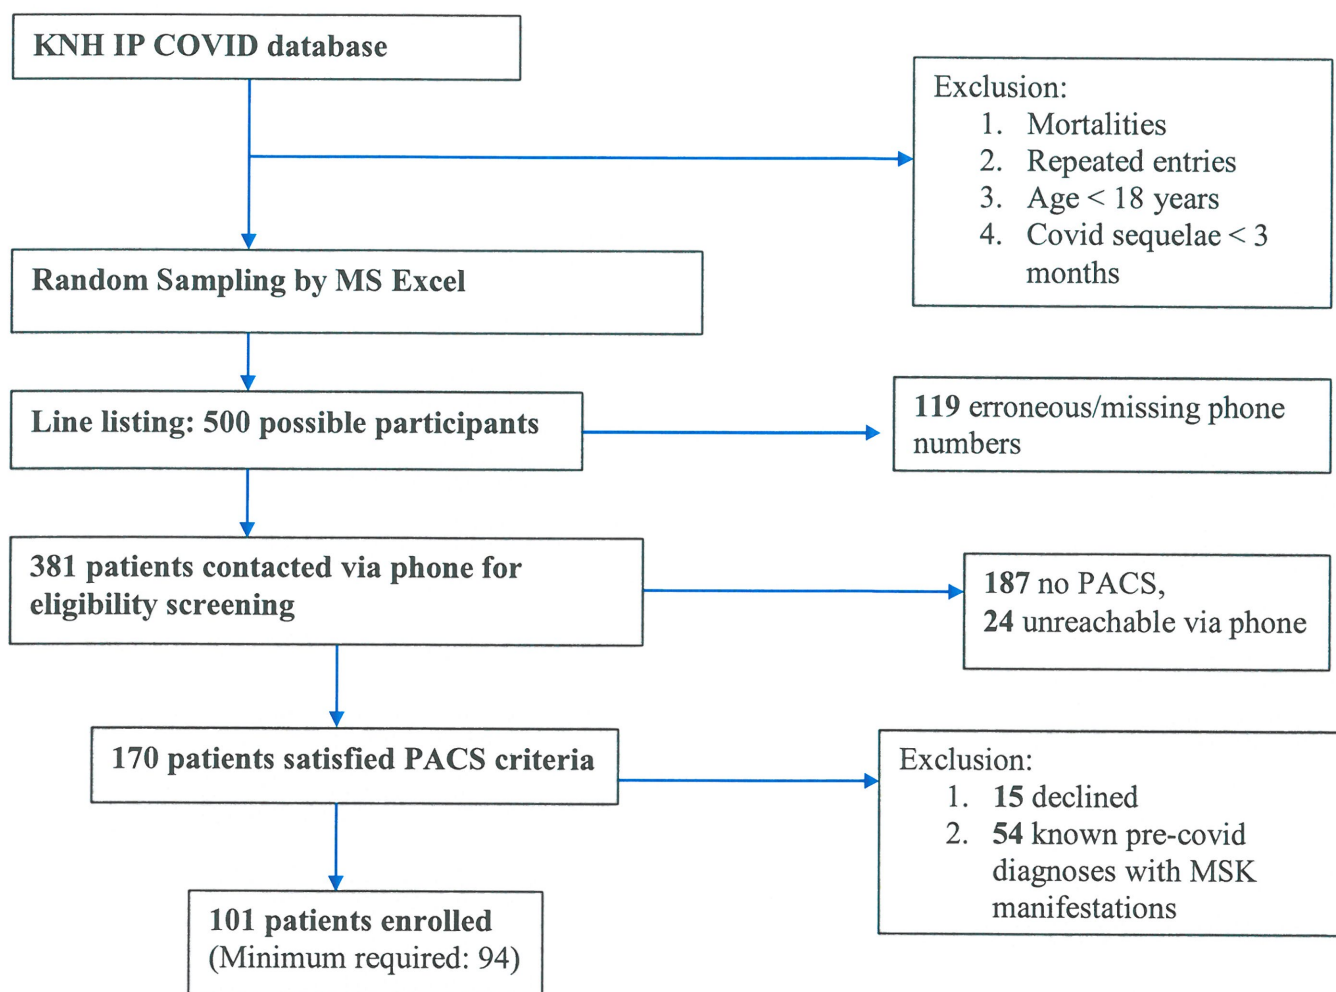 KNH IP COVID database
Exclusion:
1. Mortalities
2. Repeated entries
3. Age < 18 years
4. Covid sequelae < 3
months
Random Sampling by MS Excel
Line listing: 500 possible participants
119 erroneous/missing phone
numbers
381 patients contacted via phone for
eligibility screening
187 no PACS,
24 unreachable via phone
170 patients satisfied PACS criteria
Exclusion:
1. 15 declined
2. 54 known pre-covid
diagnoses with MSK
manifestations
101 patients enrolled
(Minimum required: 94)